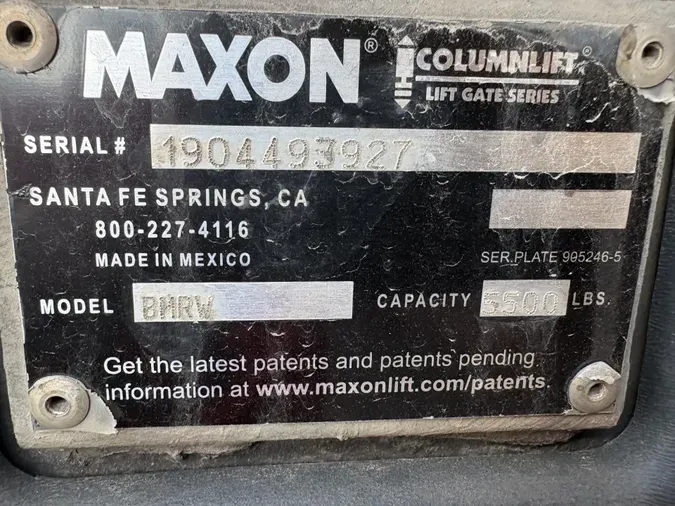 MAXON® COLUMNLIFT®
LIFT GATE SERIES
SERIAL # 1904493927
SANTA FE SPRINGS, CA
800-227-4116
MADE IN MEXICO
SER.PLATE 905246-5
MODEL BMRW CAPACITY 5500 LBS.
Get the latest patents and patents pending
information at www.maxonlift.com/patents.